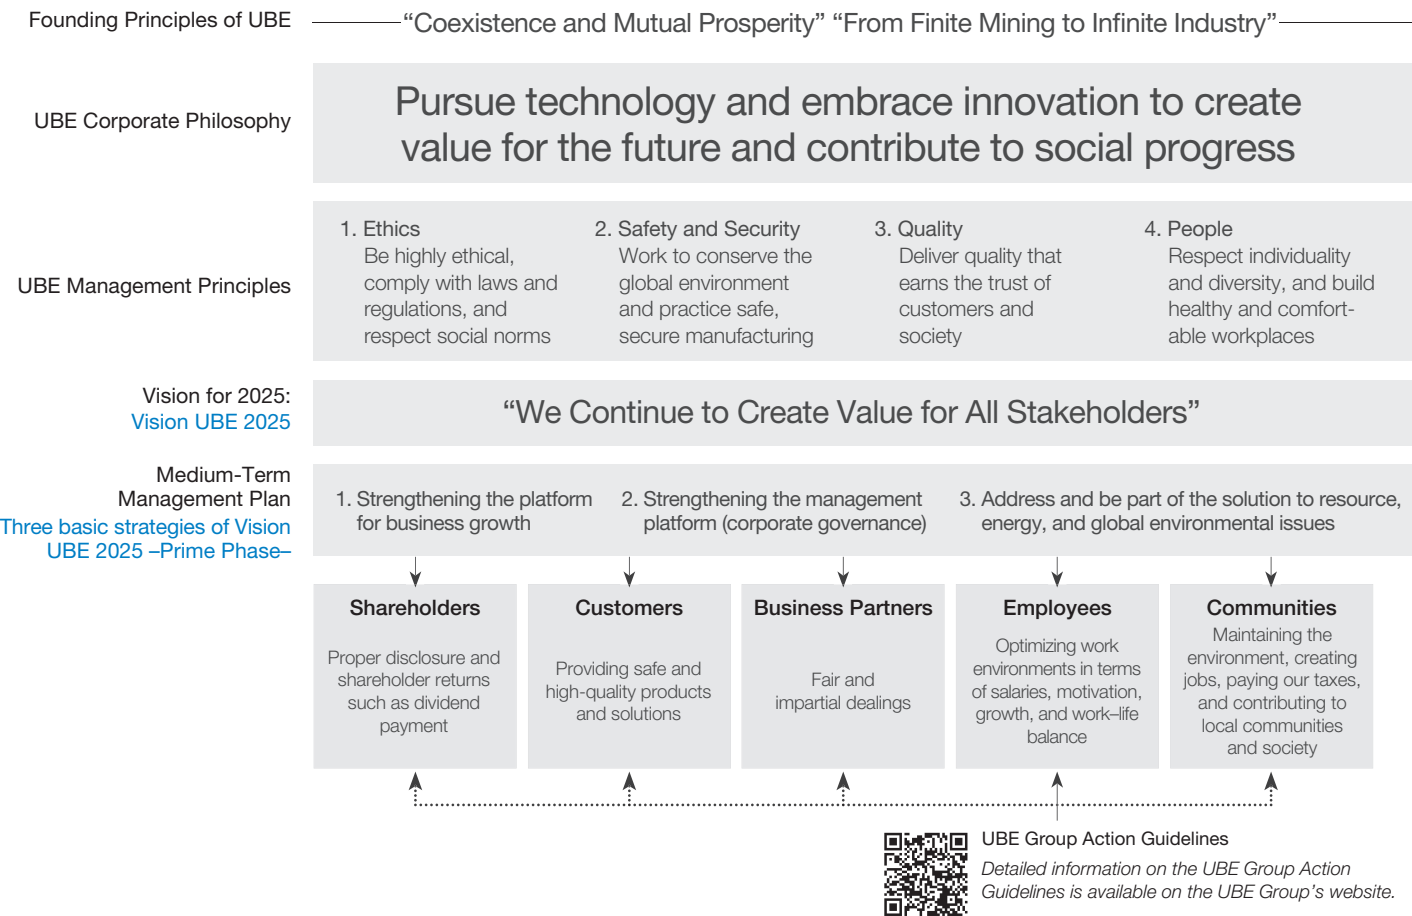 Founding Principles of UBE
“Coexistence and Mutual Prosperity” “From Finite Mining to Infinite Industry”
UBE Corporate Philosophy
Pursue technology and embrace innovation to create
value for the future and contribute to social progress
UBE Management Principles
1. Ethics
Be highly ethical,
comply with laws and
regulations, and
respect social norms
2. Safety and Security
Work to conserve the
global environment
and practice safe,
secure manufacturing
3. Quality
Deliver quality that
earns the trust of
customers and
society
4. People
Respect individuality
and diversity, and build
healthy and comfort-
able workplaces
Vision for 2025:
Vision UBE 2025
“We Continue to Create Value for All Stakeholders”
Medium-Term
Management Plan
Three basic strategies of Vision
UBE 2025 –Prime Phase–
1. Strengthening the platform
for business growth
2. Strengthening the management
platform (corporate governance)
3. Address and be part of the solution to resource,
energy, and global environmental issues
Shareholders
Proper disclosure and
shareholder returns
such as dividend
payment
Customers
Providing safe and
high-quality products
and solutions
Business Partners
Fair and
impartial dealings
Employees
Optimizing work
environments in terms
of salaries, motivation,
growth, and work–life
balance
Communities
Maintaining the
environment, creating
jobs, paying our taxes,
and contributing to
local communities
and society
UBE Group Action Guidelines
Detailed information on the UBE Group Action
Guidelines is available on the UBE Group’s website.